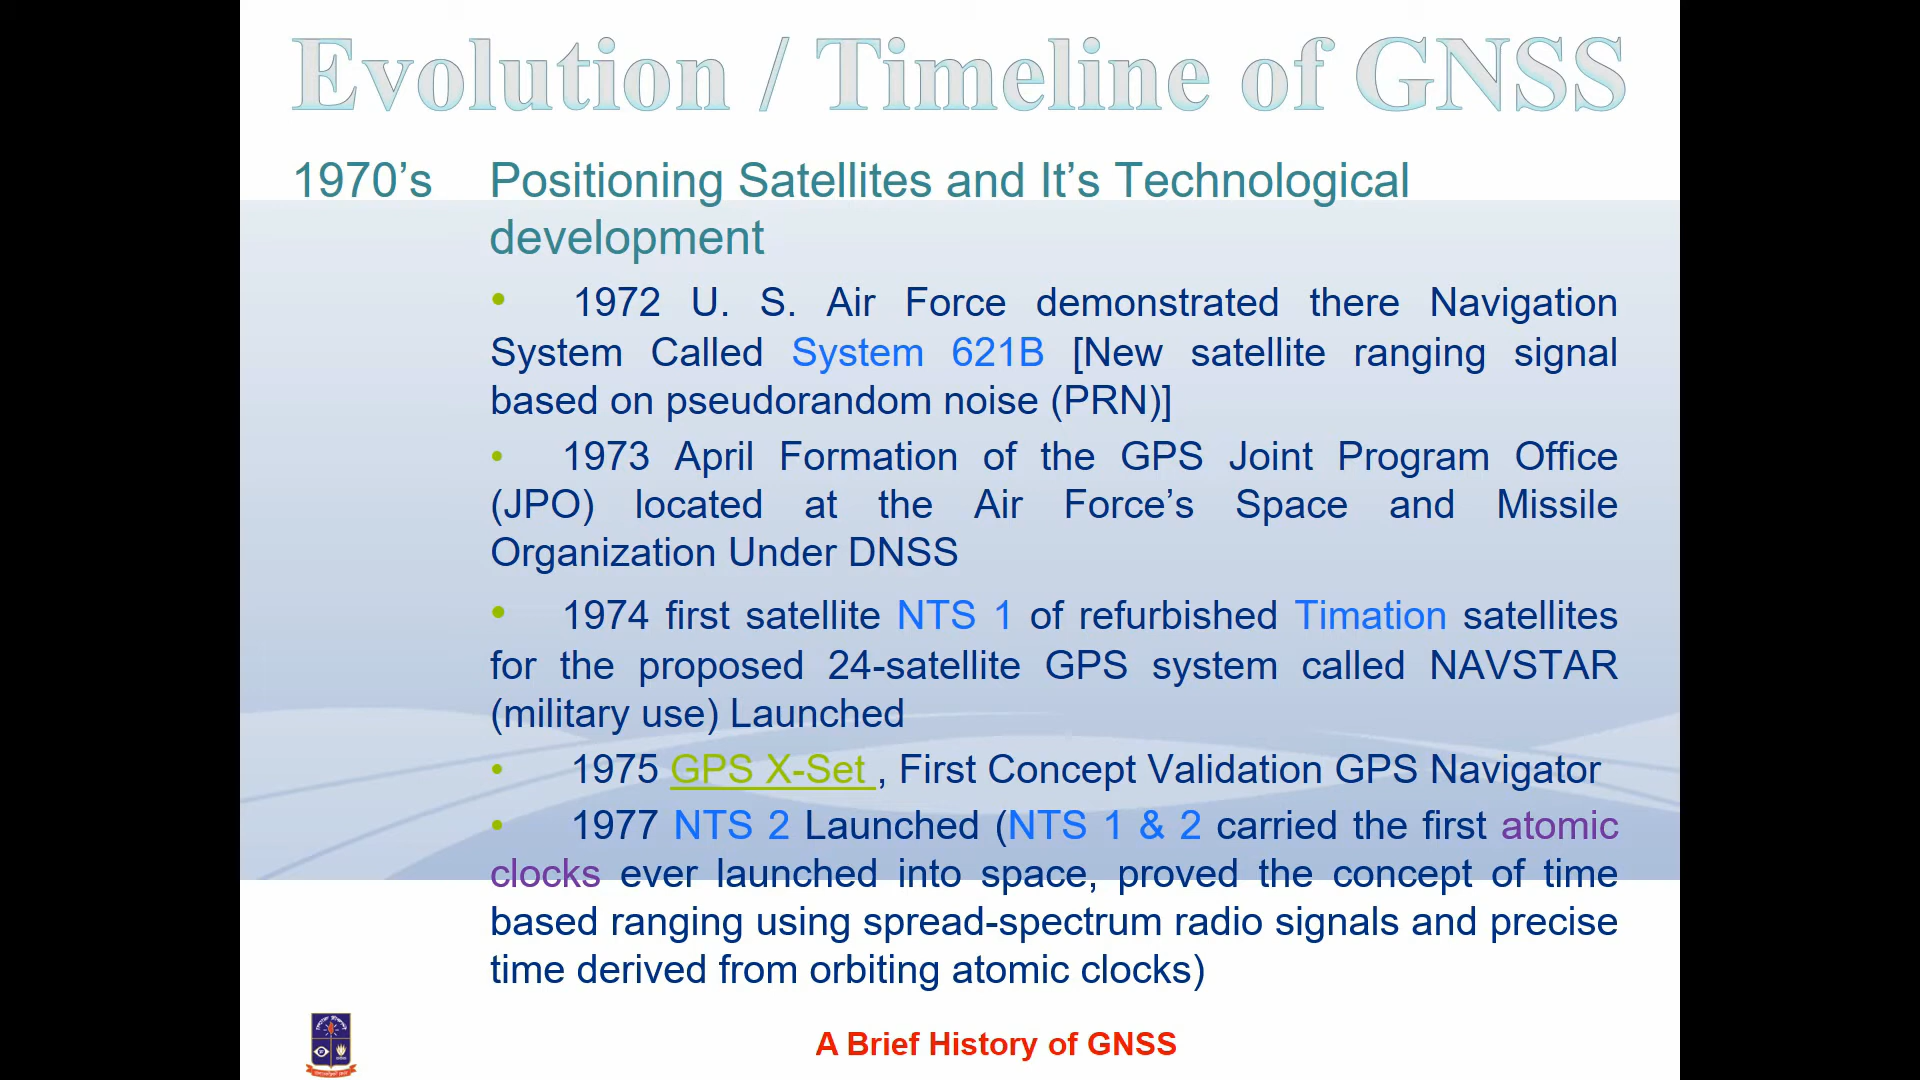 Evolution / Timeline of GNSS
1970’s Positioning Satellites and It’s Technological
development
• 1972 U. S. Air Force demonstrated there Navigation
System Called System 621B [New satellite ranging signal
based on pseudorandom noise (PRN)]
• 1973 April Formation of the GPS Joint Program Office
(JPO) located at the Air Force’s Space and Missile
Organization Under DNSS
• 1974 first satellite NTS 1 of refurbished Timation satellites
for the proposed 24-satellite GPS system called NAVSTAR
(military use) Launched
• 1975 GPS X-Set , First Concept Validation GPS Navigator
• 1977 NTS 2 Launched (NTS 1 & 2 carried the first atomic
clocks ever launched into space, proved the concept of time
based ranging using spread-spectrum radio signals and precise
time derived from orbiting atomic clocks)
A Brief History of GNSS